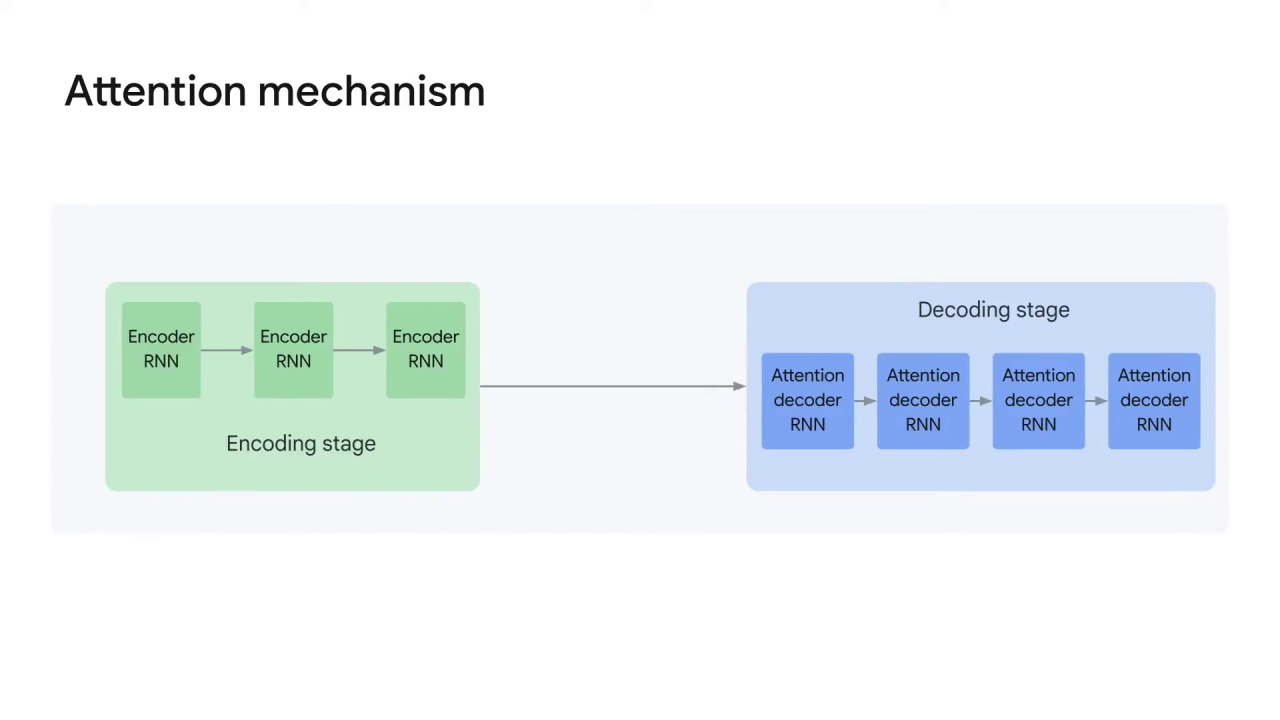 Attention mechanism
Encoder
RNN
Encoder
RNN
Encoder
RNN
Encoding stage
Decoding stage
Attention
decoder
RNN
Attention
decoder
RNN
Attention
decoder
RNN
Attention
decoder
RNN